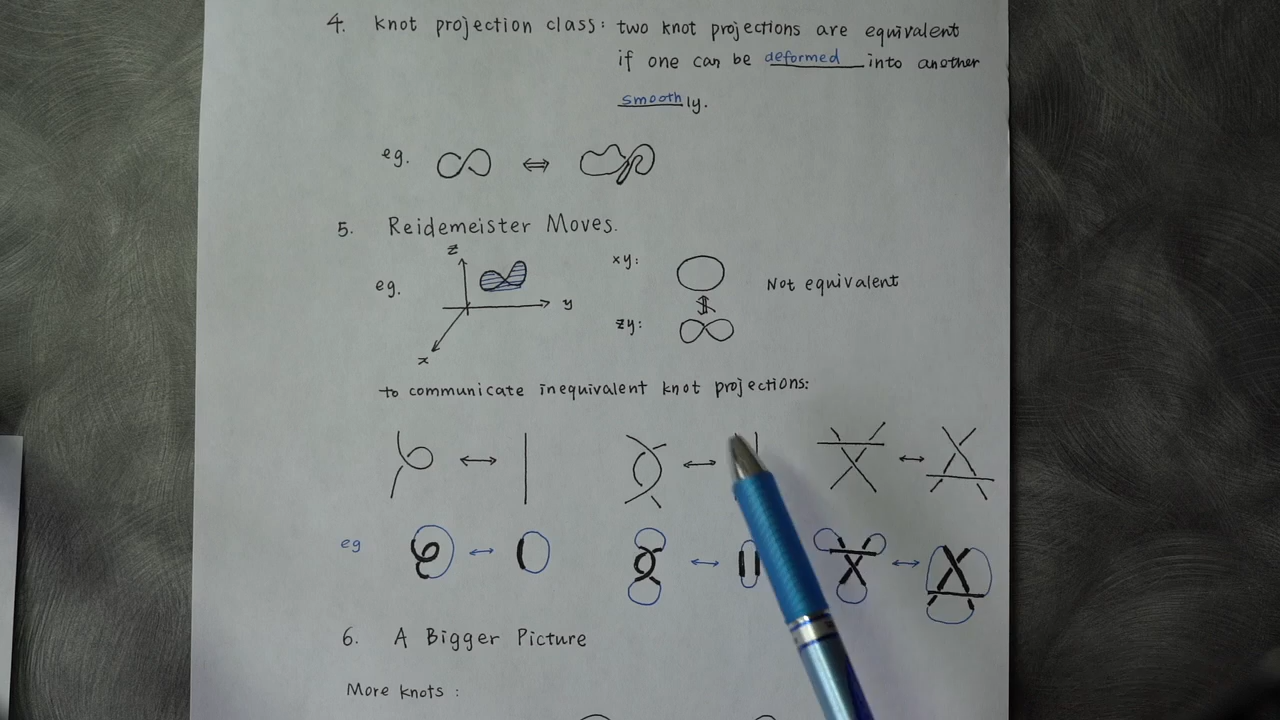 4. knot projection class: two knot projections are equivalent
if one can be deformed into another
smoothly.
eg.
5. Reidemeister Moves.
z
eg.
y
x
xy:
zy:
Not equivalent
to communicate inequivalent knot projections:
eg
6. A Bigger Picture
More knots :